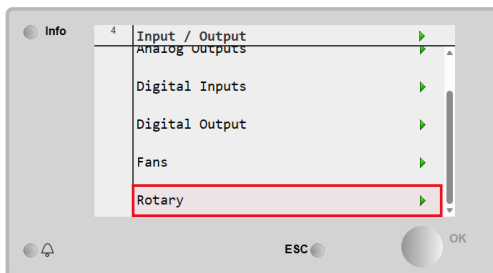 Info
4 Input / Output
Analog Outputs
Digital Inputs
Digital Output
Fans
Rotary
ESC
OK